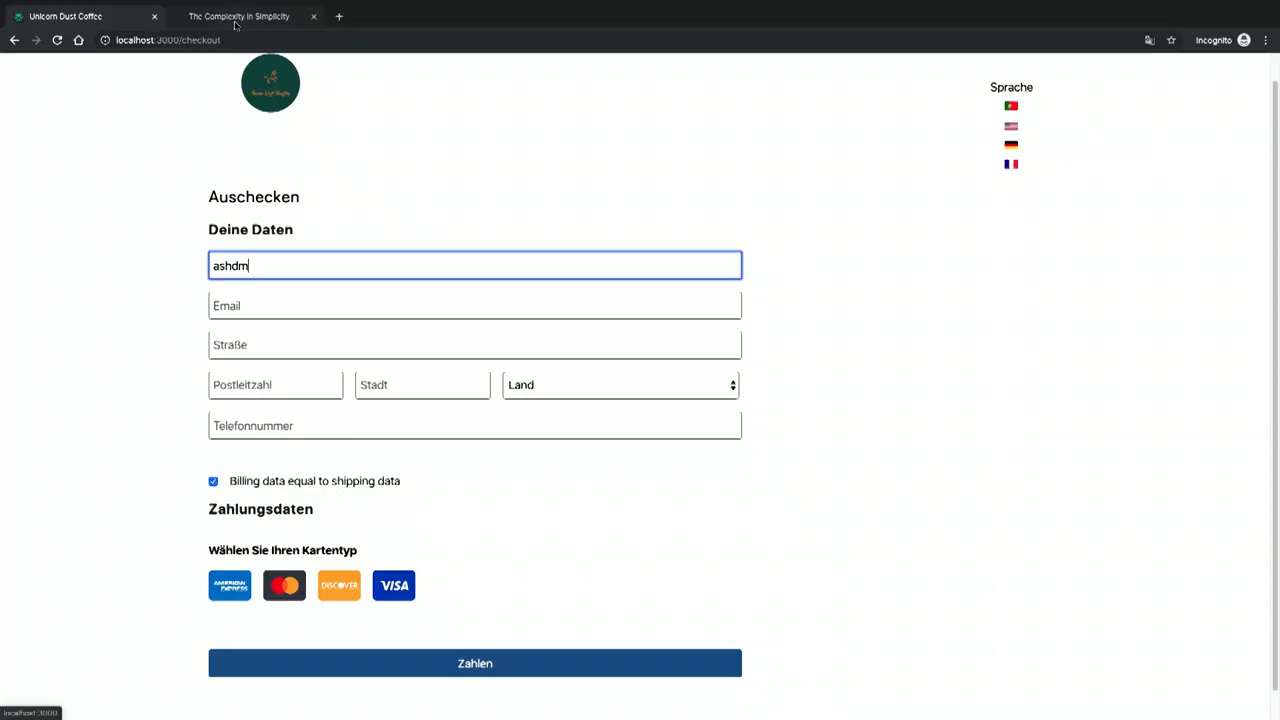 Unicorn Dust Coffee
The Complexity in Simplicity
localhost:3000/checkout
Incognito
Sprache
Auschecken
Deine Daten
ashdm
Email
Straße
Postleitzahl Stadt Land
Telefonnummer
Billing data equal to shipping data
Zahlungsdaten
Wählen Sie Ihren Kartentyp
AMERICAN EXPRESS
DISCOVER
VISA
Zahlen
localhost:3000